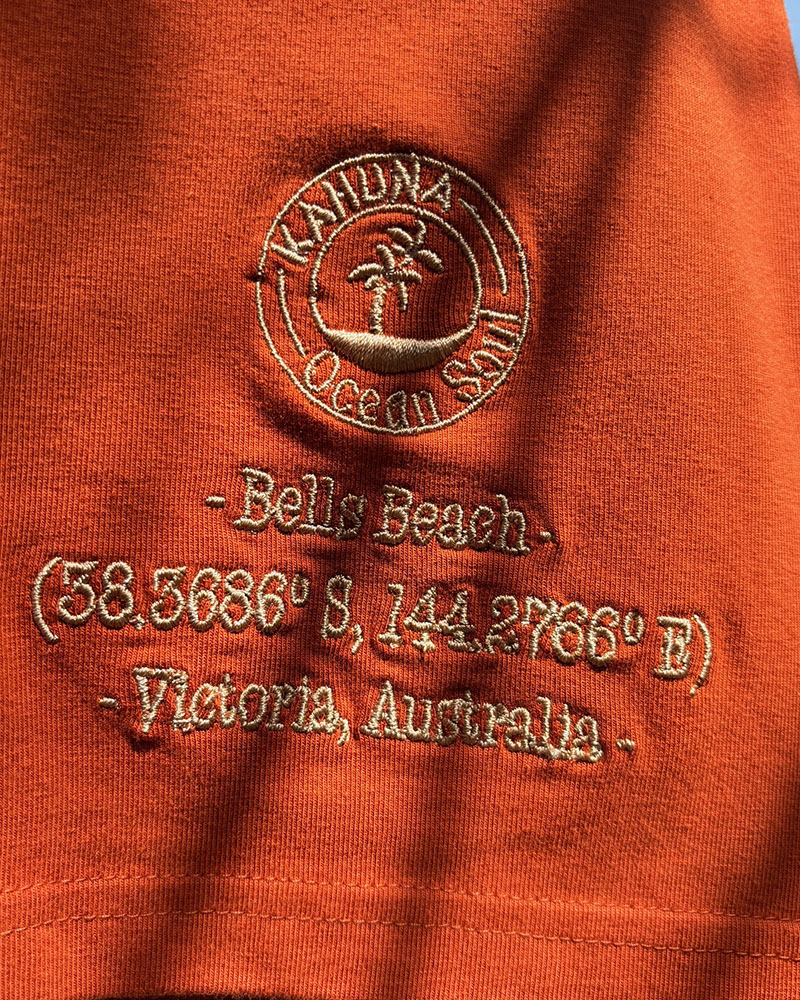 KAHUNA
Ocean Soul
- Bells Beach -
(38.3686° S, 144.2766° E)
- Victoria, Australia -